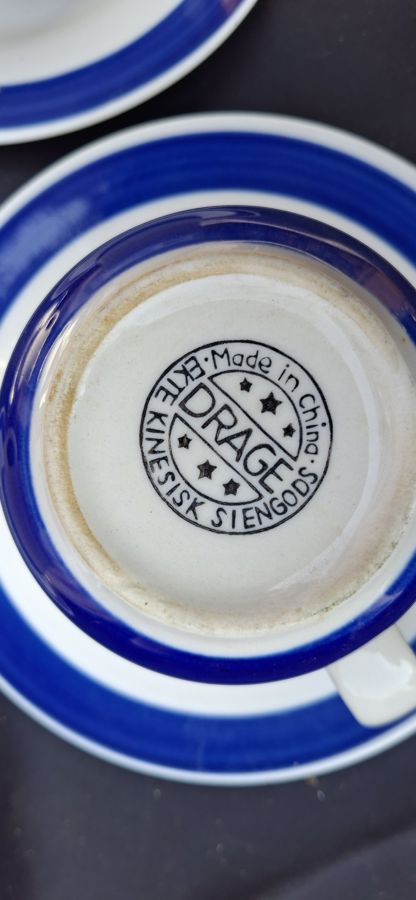 ·Made in China·
DRAGE
EKTE KINESISK SIENGODS